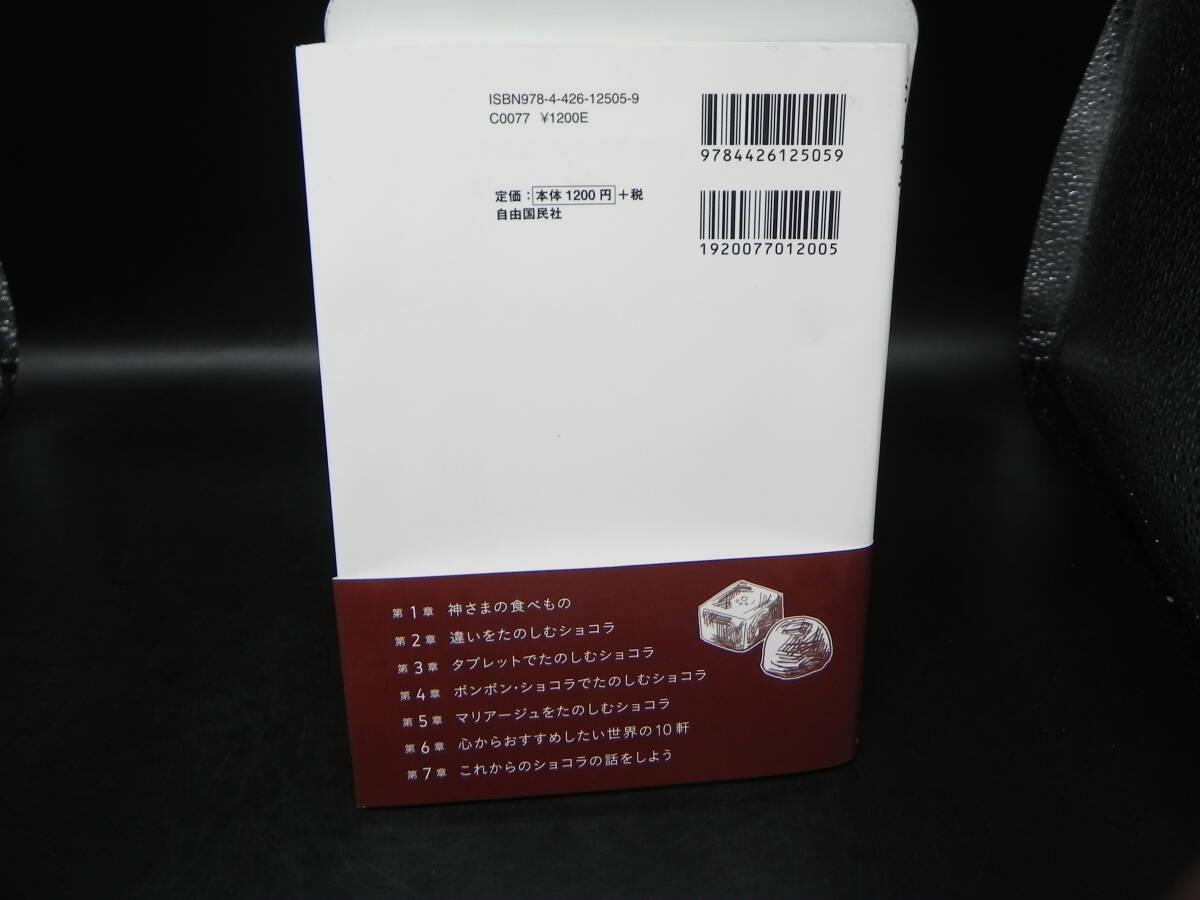 ISBN978-4-426-12505-9
C0077 ¥1200E
9784426125059
定価：本体1200円＋税
自由国民社
1920077012005
第1章 神さまの食べもの
第2章 違いをたのしむショコラ
第3章 タブレットでたのしむショコラ
第4章 ボンボン・ショコラでたのしむショコラ
第5章 マリアージュをたのしむショコラ
第6章 心からおすすめしたい世界の10軒
第7章 これからのショコラの話をしよう